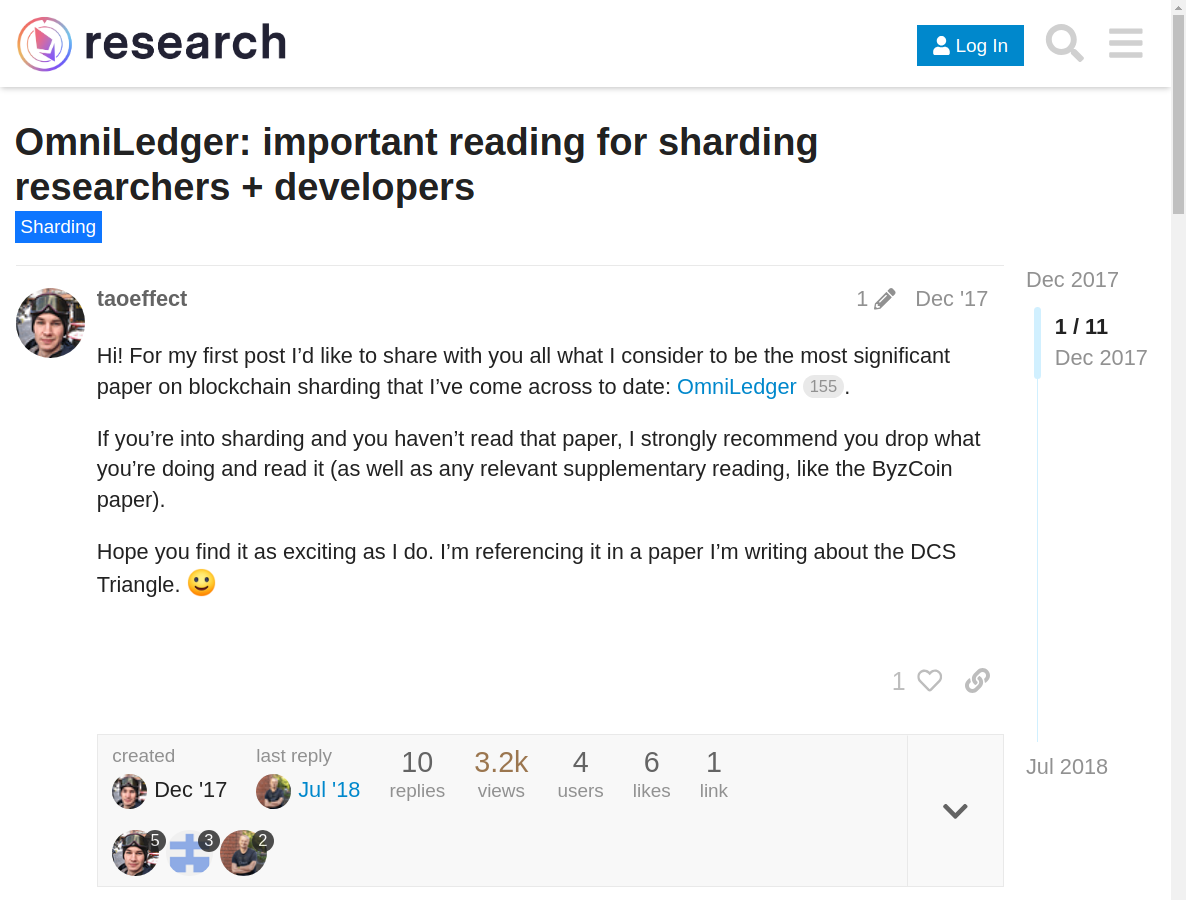 research
Log In
OmniLedger: important reading for sharding
researchers + developers
Sharding
taoeffect
1
Dec '17
Hi! For my first post I’d like to share with you all what I consider to be the most significant
paper on blockchain sharding that I’ve come across to date: OmniLedger 155.
If you’re into sharding and you haven’t read that paper, I strongly recommend you drop what
you’re doing and read it (as well as any relevant supplementary reading, like the ByzCoin
paper).
Hope you find it as exciting as I do. I’m referencing it in a paper I’m writing about the DCS
Triangle. 🙂
1
created
Dec '17
last reply
Jul '18
10
replies
3.2k
views
4
users
6
likes
1
link
5
3
2
Dec 2017
1 / 11
Dec 2017
Jul 2018